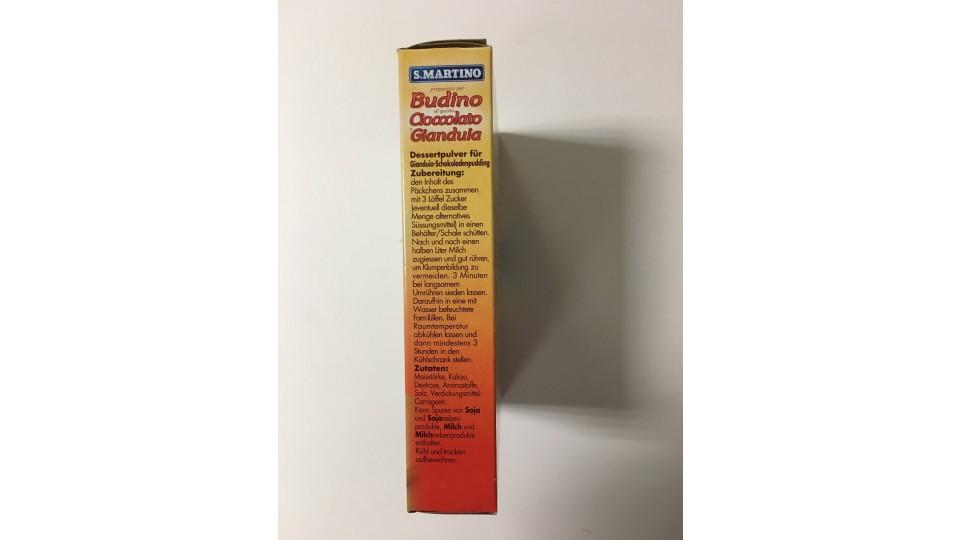 S.MARTINO
preparato per
Budino
al gusto
Cioccolato
Gianduia
Dessertpulver für
Gianduia-Schokoladenpudding
Zubereitung:
den Inhalt des
Päckchens zusammen
mit 3 Löffel Zucker
(eventuell dieselbe
Menge alternatives
Süssungsmittel) in einen
Behälter/Schale schütten.
Nach und nach einen
halben Liter Milch
zugiessen und gut rühren,
um Klumpenbildung zu
vermeiden. 3 Minuten
bei langsamem
Umrühren sieden lassen.
Daraufhin in eine mit
Wasser befeuchtete
Form füllen. Bei
Raumtemperatur
abkühlen lassen und
dann mindestens 3
Stunden in den
Kühlschrank stellen.
Zutaten:
Maisstärke, Kakao,
Dextrose, Aromastoffe,
Salz, Verdickungsmittel:
Carrageen.
Kann Spuren von Soja
und Sojaneben-
produkte, Milch und
Milchnebenprodukte
enthalten.
Kühl und trocken
aufbewahren.